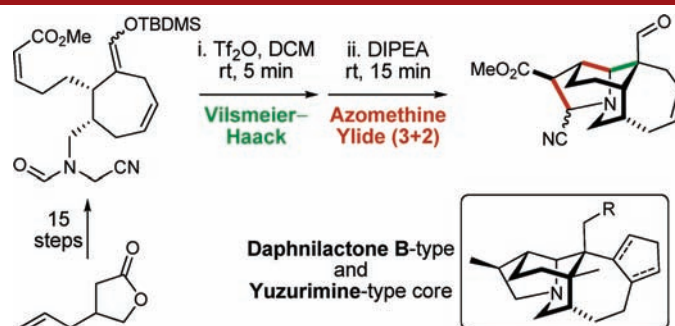 CO₂Me
OTBDMS
O
N
CN
i. Tf₂O, DCM
rt, 5 min
Vilsmeier–
Haack
ii. DIPEA
rt, 15 min
Azomethine
Ylide (3+2)
O
MeO₂C
N
NC
15
steps
O
O
Daphnilactone B-type
and
Yuzurimine-type core
R
N